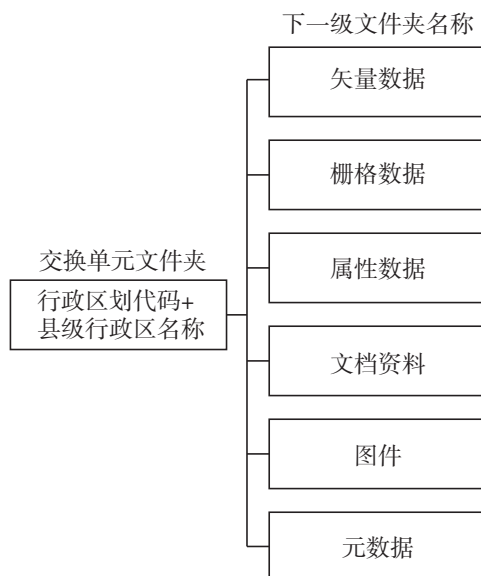 下一级文件夹名称
矢量数据
栅格数据
属性数据
交换单元文件夹
行政区划代码+
县级行政区名称
文档资料
图件
元数据